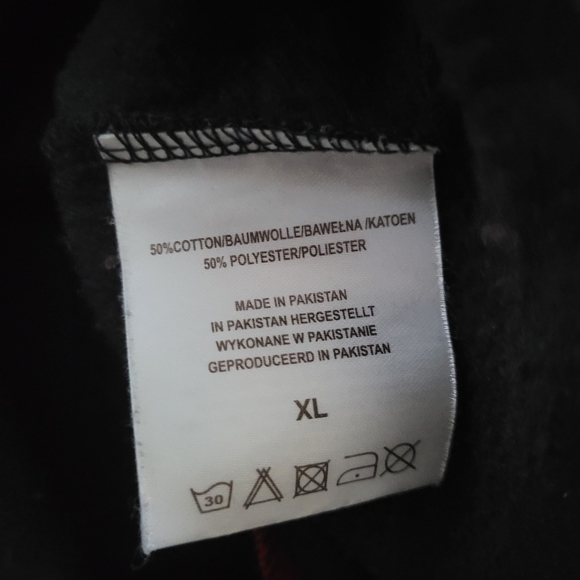 50%COTTON/BAUMWOLLE/BAWEŁNA /KATOEN
50% POLYESTER/POLIESTER
MADE IN PAKISTAN
IN PAKISTAN HERGESTELLT
WYKONANE W PAKISTANIE
GEPRODUCEERD IN PAKISTAN
XL
30